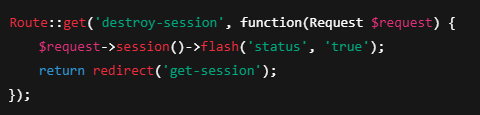 Route::get('destroy-session', function(Request $request) {
    $request->session()->flash('status', 'true');
    return redirect('get-session');
});